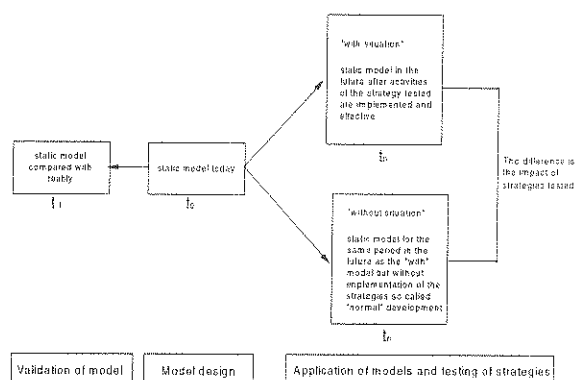 "with situation"
static model in the
future after activities
of the strategy tested
are implemented and
effective
tn
static model
compared with
reality
static model today
t-1
t0
The difference is
the impact of
strategies tested
"without situation"
static model for the
same period in the
future as the "with"
model but without
implementation of the
strategies so called
"normal" development
tn
Validation of model
Model design
Application of models and testing of strategies